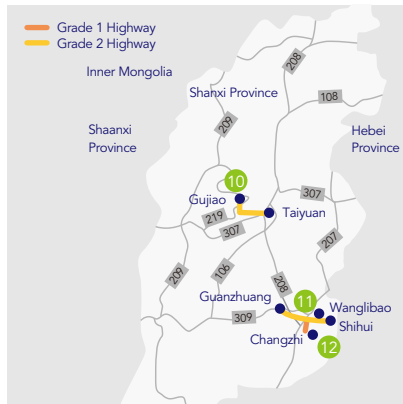 Grade 1 Highway
Grade 2 Highway
208
Inner Mongolia
Shanxi Province
108
209
Shaanxi
Province
Hebei
Province
10
307
Gujiao
219
Taiyuan
307
207
209
106
208
Guanzhuang
11
Wanglibao
309
Shihui
Changzhi
12